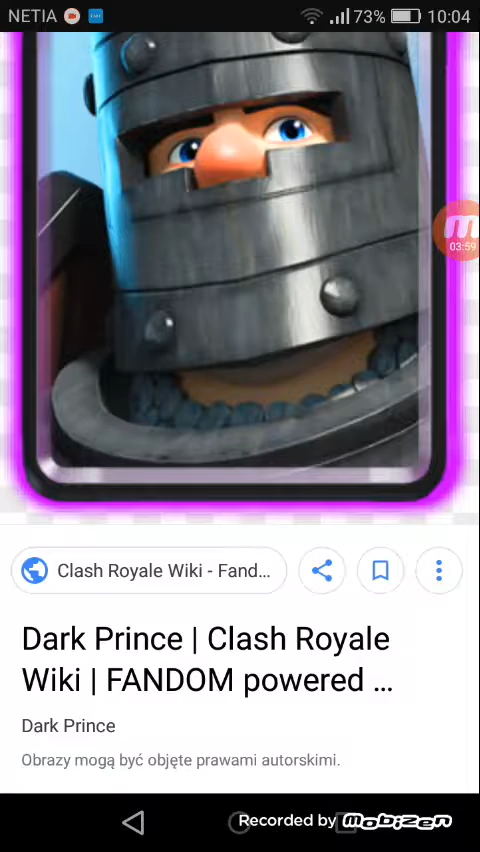 NETIA 73% 10:04
03:59
Clash Royale Wiki - Fand...
Dark Prince | Clash Royale
Wiki | FANDOM powered ...
Dark Prince
Obrazy mogą być objęte prawami autorskimi.
Recorded by Mobizen